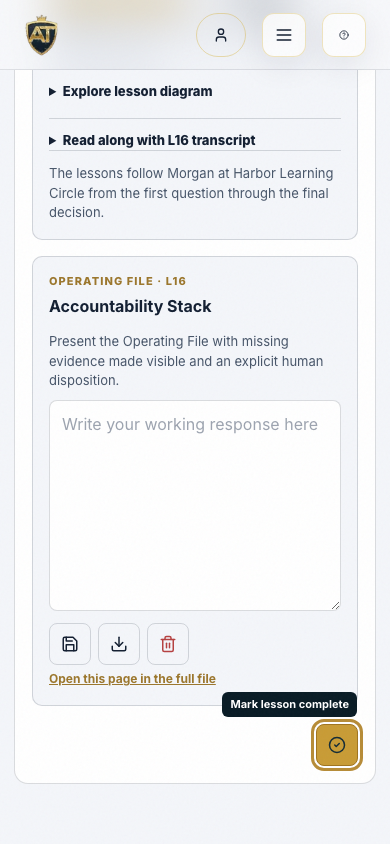 AT
Explore lesson diagram
Read along with L16 transcript
The lessons follow Morgan at Harbor Learning
Circle from the first question through the final
decision.
OPERATING FILE · L16
Accountability Stack
Present the Operating File with missing
evidence made visible and an explicit human
disposition.
Write your working response here
Open this page in the full file
Mark lesson complete